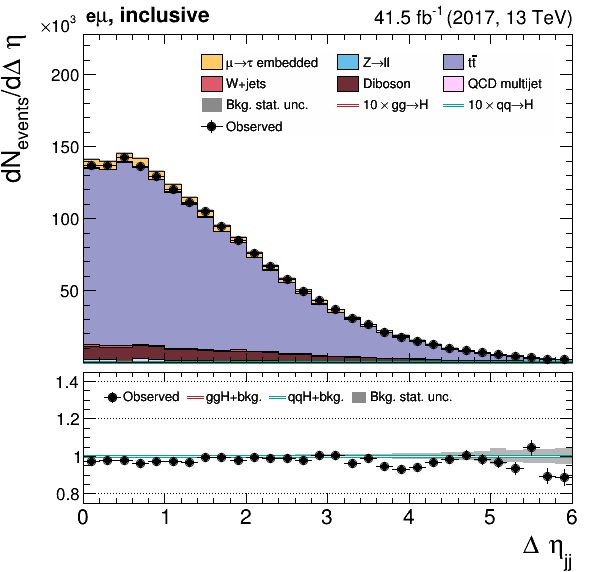 ×10³ eμ, inclusive 41.5 fb⁻¹ (2017, 13 TeV)
dN_events/dΔ η
200
150
100
50
μ→τ embedded Z→ll tt̄
W+jets Diboson QCD multijet
Bkg. stat. unc. 10 × gg→H 10 × qq→H
Observed
1.4
1.2
1
0.8
Observed ggH+bkg. qqH+bkg. Bkg. stat. unc.
0 1 2 3 4 5 6
Δ η_jj